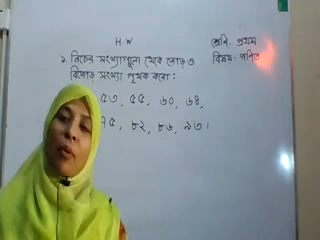 H W
শ্রেণি- প্রথম
বিষয়- গণিত
১. নিচের সংখ্যাগুলো থেকে জোড় ও
বিজোড় সংখ্যা পৃথক করো:
৫৩, ৫৫, ৬০, ৬৪,
৭৫, ৮২, ৮৬, ৯৩।